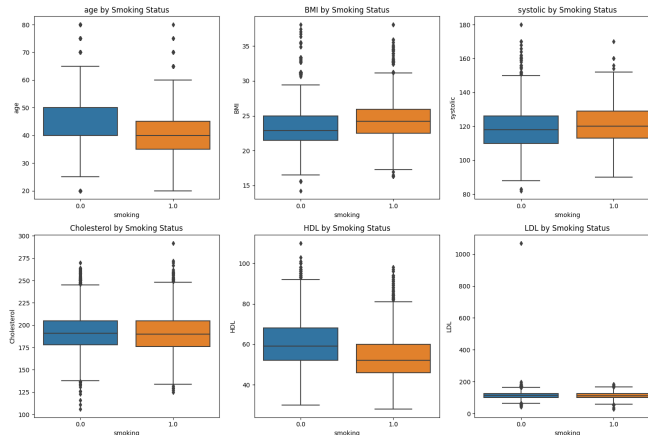 age by Smoking Status
BMI by Smoking Status
systolic by Smoking Status
80
70
60
50
40
30
20
age
0.0
1.0
smoking
35
30
25
20
15
BMI
0.0
1.0
smoking
180
160
140
120
100
80
systolic
0.0
1.0
smoking
Cholesterol by Smoking Status
HDL by Smoking Status
LDL by Smoking Status
300
275
250
225
200
175
150
125
100
Cholesterol
0.0
1.0
smoking
100
80
60
40
HDL
0.0
1.0
smoking
1000
800
600
400
200
0
LDL
0.0
1.0
smoking